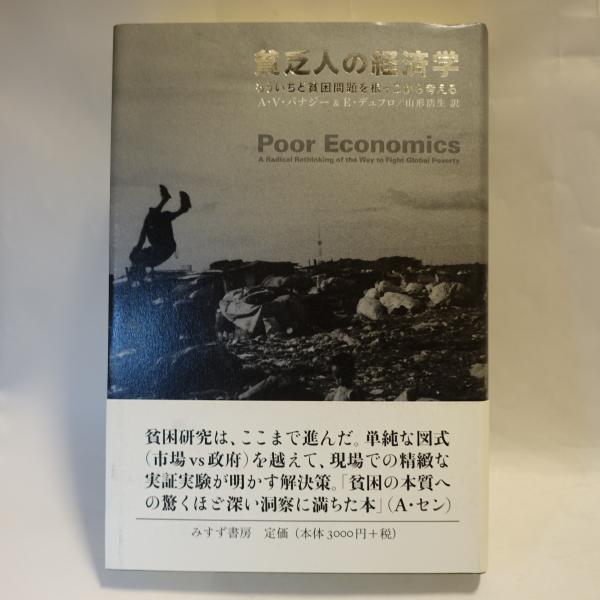 貧乏人の経済学
もういちど貧困問題を根っこから考える
A・V・バナジー & E・デュフロ／山形浩生 訳
Poor Economics
A Radical Rethinking of the Way to Fight Global Poverty
貧困研究は、ここまで進んだ。単純な図式
（市場vs政府）を越えて、現場での精緻な
実証実験が明かす解決策。「貧困の本質へ
の驚くほど深い洞察に満ちた本」（A・セン）
みすず書房 定価（本体3000円+税）